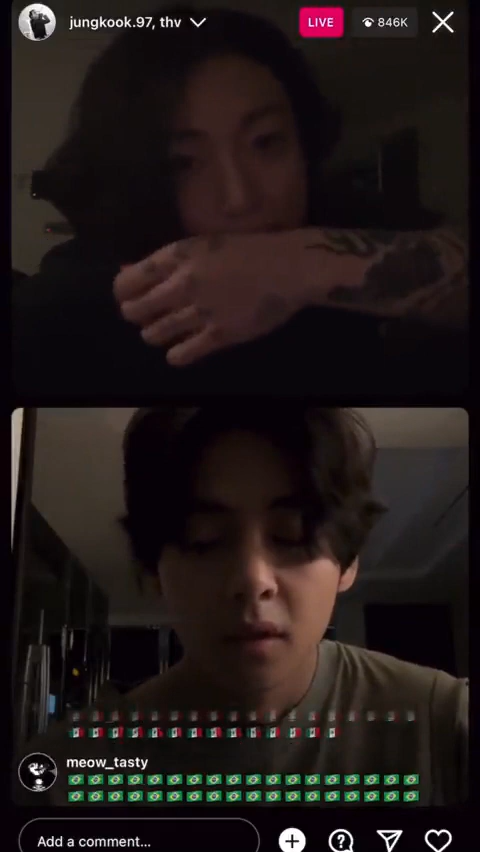 jungkook.97, thv
LIVE
846K
meow_tasty
Add a comment...